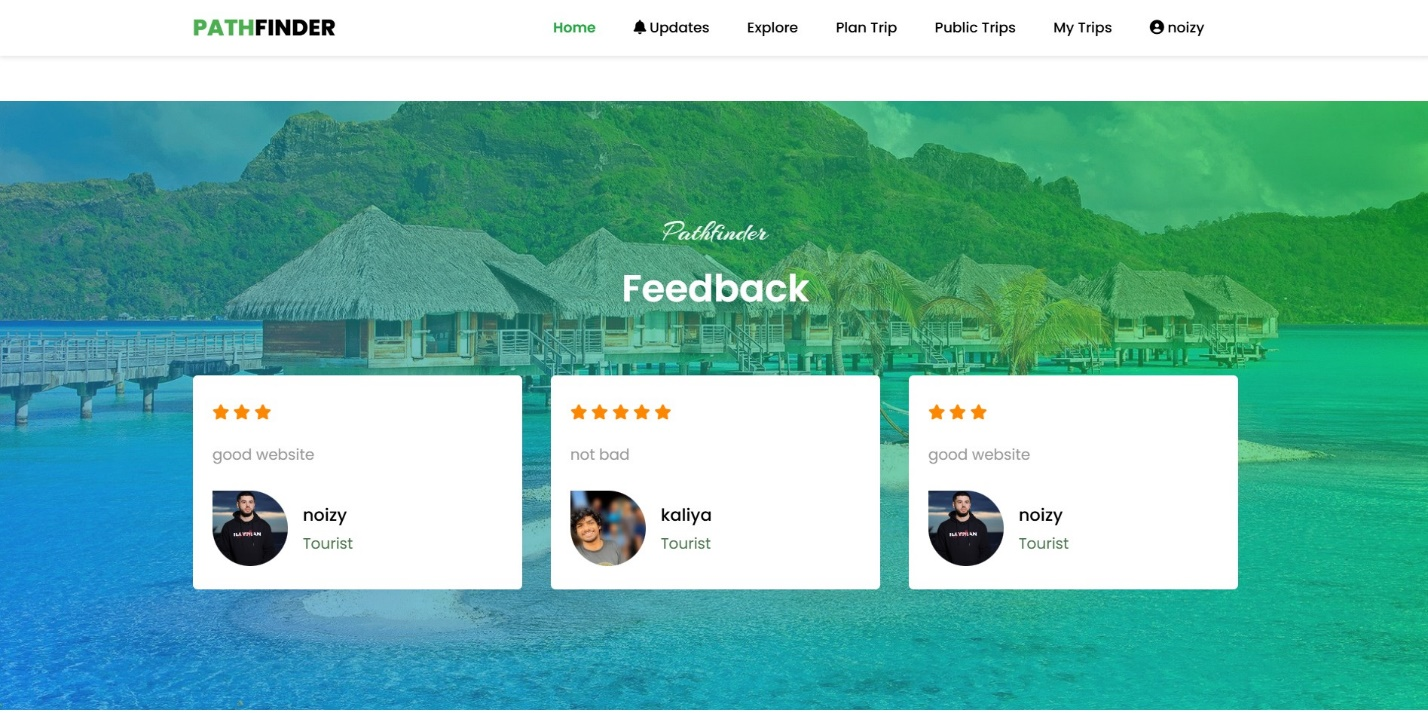 PATHFINDER
Home Updates Explore Plan Trip Public Trips My Trips noizy
Pathfinder
Feedback
good website
noizy
Tourist
not bad
kaliya
Tourist
good website
noizy
Tourist